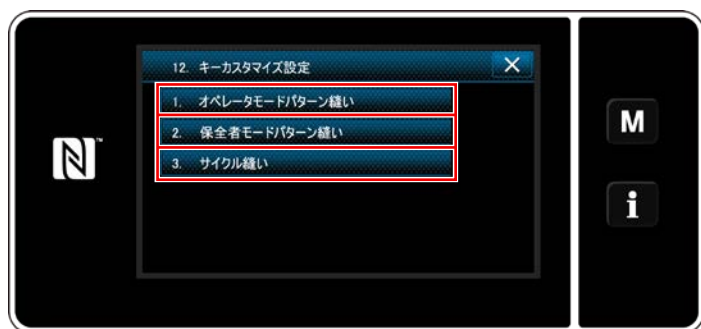 12. キーカスタマイズ設定
1. オペレータモードパターン縫い
2. 保全者モードパターン縫い
3. サイクル縫い
M
i
N
TM